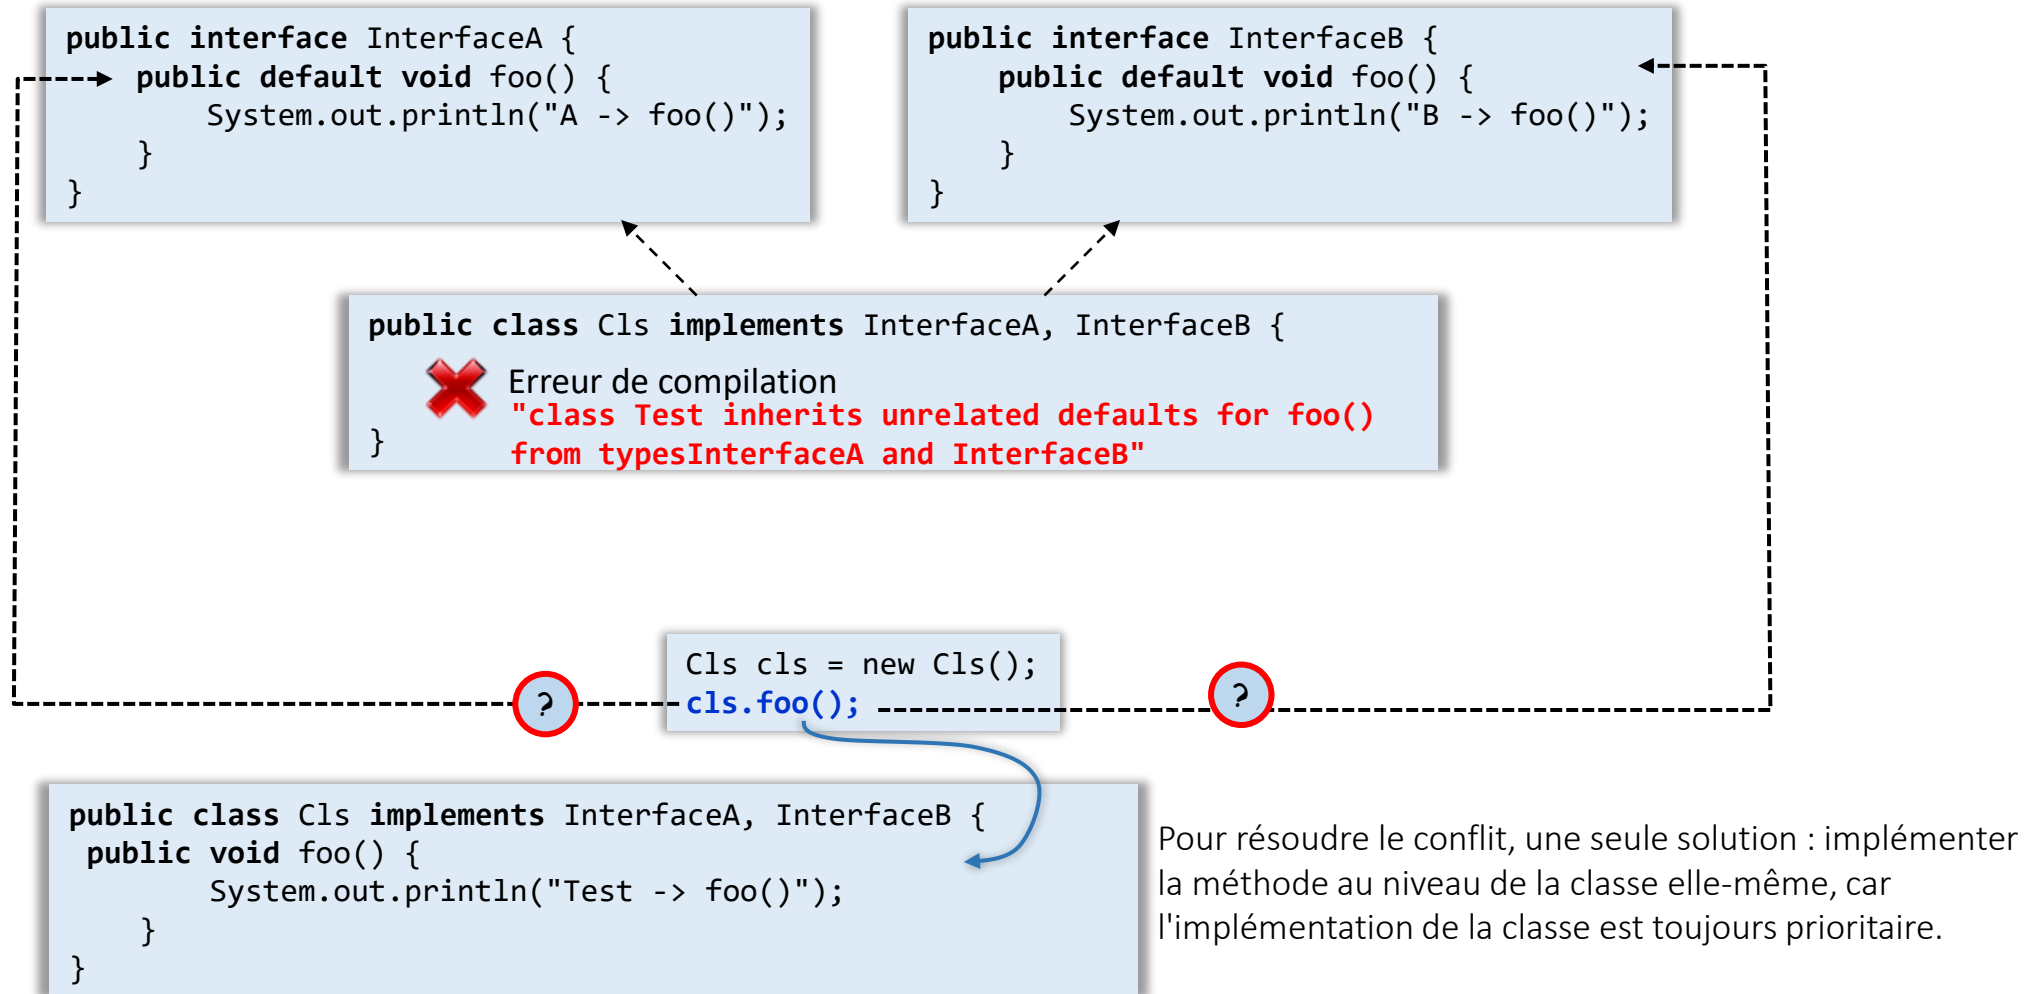 public interface InterfaceA {
public default void foo() {
System.out.println("A -> foo()");
}
}
public interface InterfaceB {
public default void foo() {
System.out.println("B -> foo()");
}
}
public class Cls implements InterfaceA, InterfaceB {
Erreur de compilation
"class Test inherits unrelated defaults for foo()
from typesInterfaceA and InterfaceB"
}
Cls cls = new Cls();
cls.foo();
?
?
public class Cls implements InterfaceA, InterfaceB {
public void foo() {
System.out.println("Test -> foo()");
}
}
Pour résoudre le conflit, une seule solution : implémenter
la méthode au niveau de la classe elle-même, car
l'implémentation de la classe est toujours prioritaire.